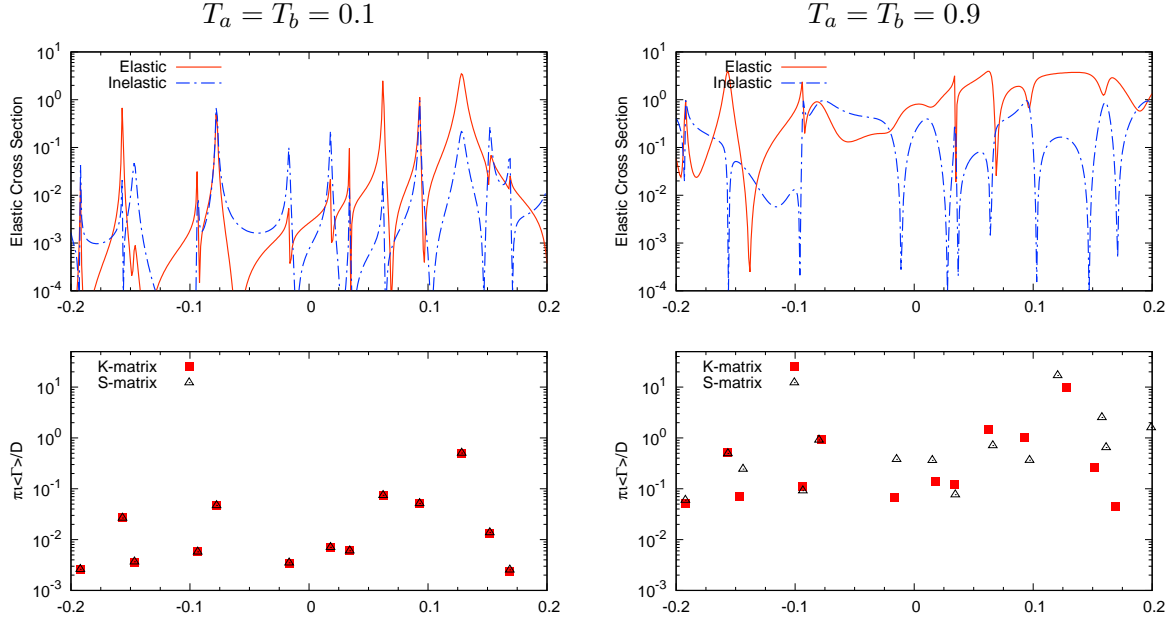 T_a = T_b = 0.1
T_a = T_b = 0.9
Elastic Cross Section
10^1
10^0
10^-1
10^-2
10^-3
10^-4
Elastic
Inelastic
-0.2 -0.1 0 0.1 0.2
Elastic Cross Section
10^1
10^0
10^-1
10^-2
10^-3
10^-4
Elastic
Inelastic
-0.2 -0.1 0 0.1 0.2
πι<Γ>/D
10^1
10^0
10^-1
10^-2
10^-3
K-matrix
S-matrix
-0.2 -0.1 0 0.1 0.2
πι<Γ>/D
10^1
10^0
10^-1
10^-2
10^-3
K-matrix
S-matrix
-0.2 -0.1 0 0.1 0.2